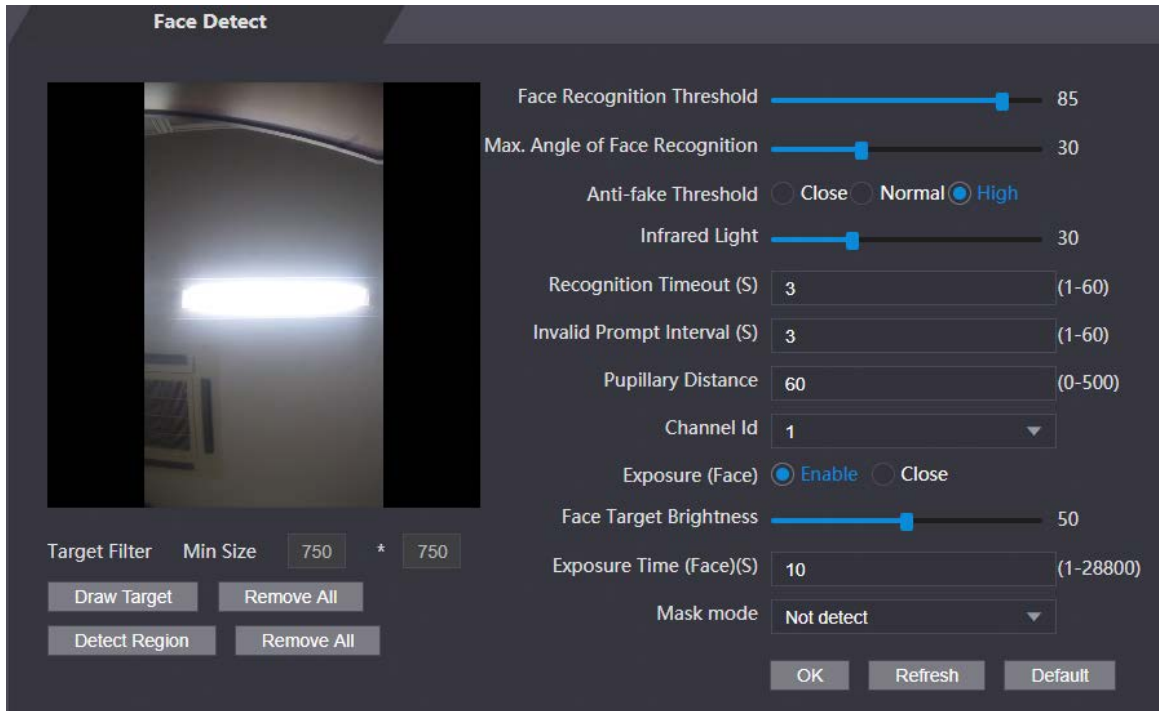 Face Detect
Face Recognition Threshold 85
Max. Angle of Face Recognition 30
Anti-fake Threshold Close Normal High
Infrared Light 30
Recognition Timeout (S) 3 (1-60)
Invalid Prompt Interval (S) 3 (1-60)
Pupillary Distance 60 (0-500)
Channel Id 1
Exposure (Face) Enable Close
Face Target Brightness 50
Exposure Time (Face)(S) 10 (1-28800)
Mask mode Not detect
OK Refresh Default
Target Filter Min Size 750 * 750
Draw Target Remove All
Detect Region Remove All